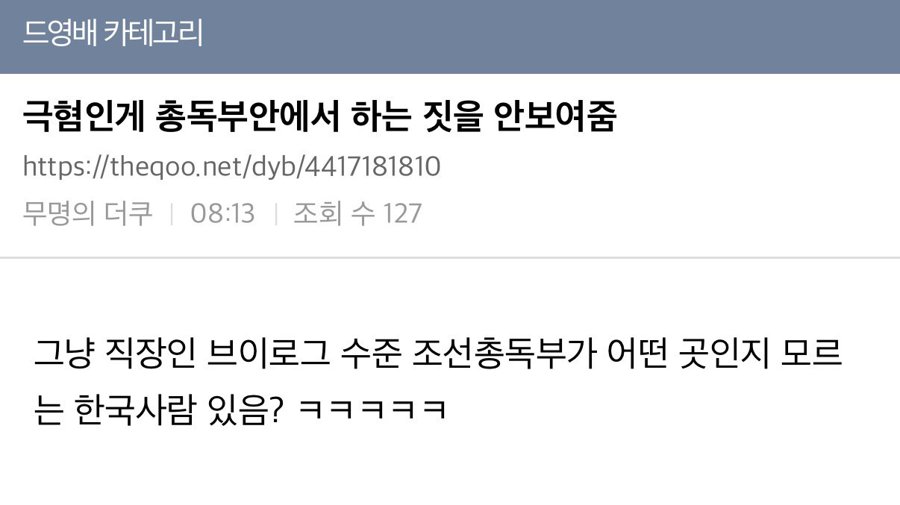 드영배 카테고리
극혐인게 총독부안에서 하는 짓을 안보여줌
https://theqoo.net/dyb/4417181810
무명의 더쿠 | 08:13 | 조회 수 127
그냥 직장인 브이로그 수준 조선총독부가 어떤 곳인지 모르
는 한국사람 있음? ㅋㅋㅋㅋㅋ